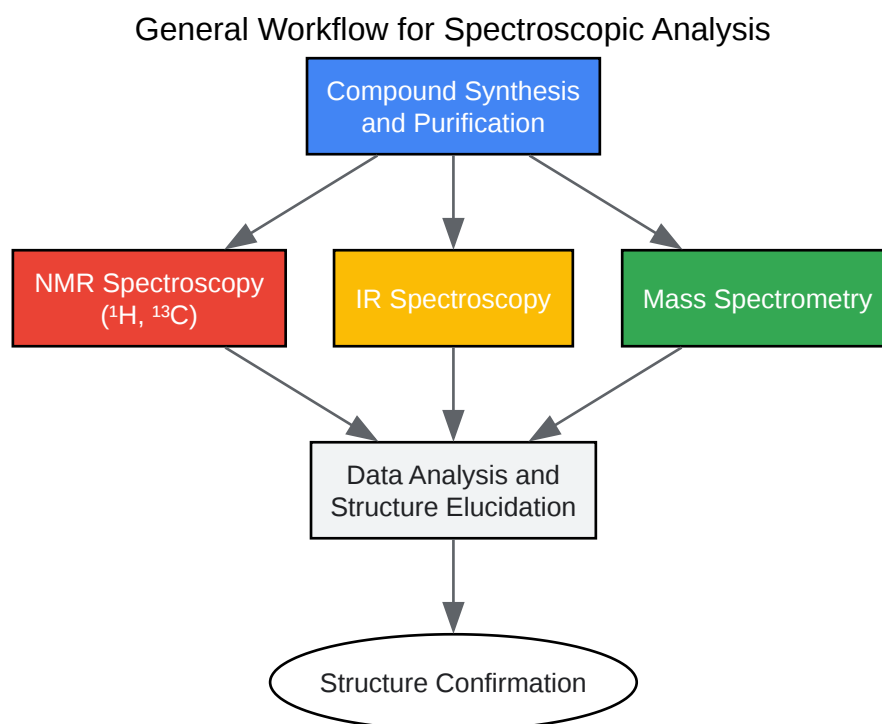 General Workflow for Spectroscopic Analysis
Compound Synthesis
and Purification
NMR Spectroscopy
(¹H, ¹³C)
IR Spectroscopy
Mass Spectrometry
Data Analysis and
Structure Elucidation
Structure Confirmation